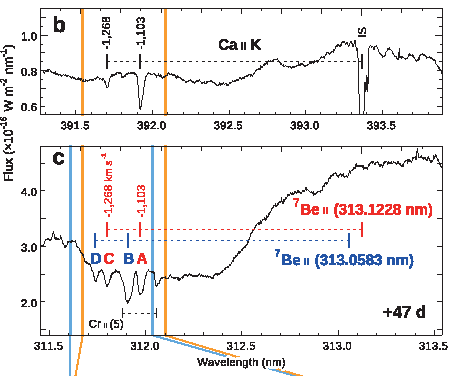 b
-1,268
-1,103
IS
Ca II K
1.0
0.8
0.6
391.5 392.0 392.5 393.0 393.5
Flux (×10⁻¹⁶ W m⁻² nm⁻¹)
c
-1,268 km s⁻¹
-1,103
4.0
3.0
2.0
⁷Be II (313.1228 nm)
D C B A
⁷Be II (313.0583 nm)
Cr II (5)
+47 d
311.5 312.0 312.5 313.0 313.5
Wavelength (nm)